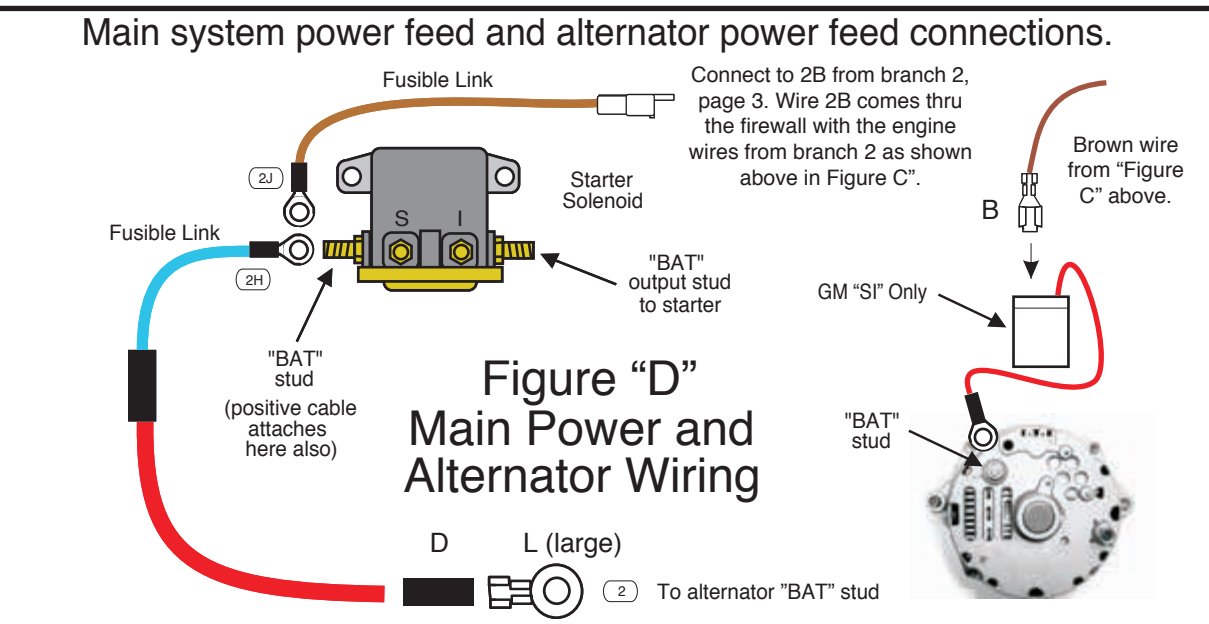 Main system power feed and alternator power feed connections.
Fusible Link
Connect to 2B from branch 2,
page 3. Wire 2B comes thru
the firewall with the engine
wires from branch 2 as shown
above in Figure C”.
Brown wire
from “Figure
C” above.
2J
Starter
Solenoid
B
S I
Fusible Link
2H
"BAT"
output stud
to starter
GM “SI” Only
"BAT"
stud
(positive cable
attaches
here also)
Figure “D”
Main Power and
Alternator Wiring
"BAT"
stud
D
L (large)
2
To alternator "BAT" stud